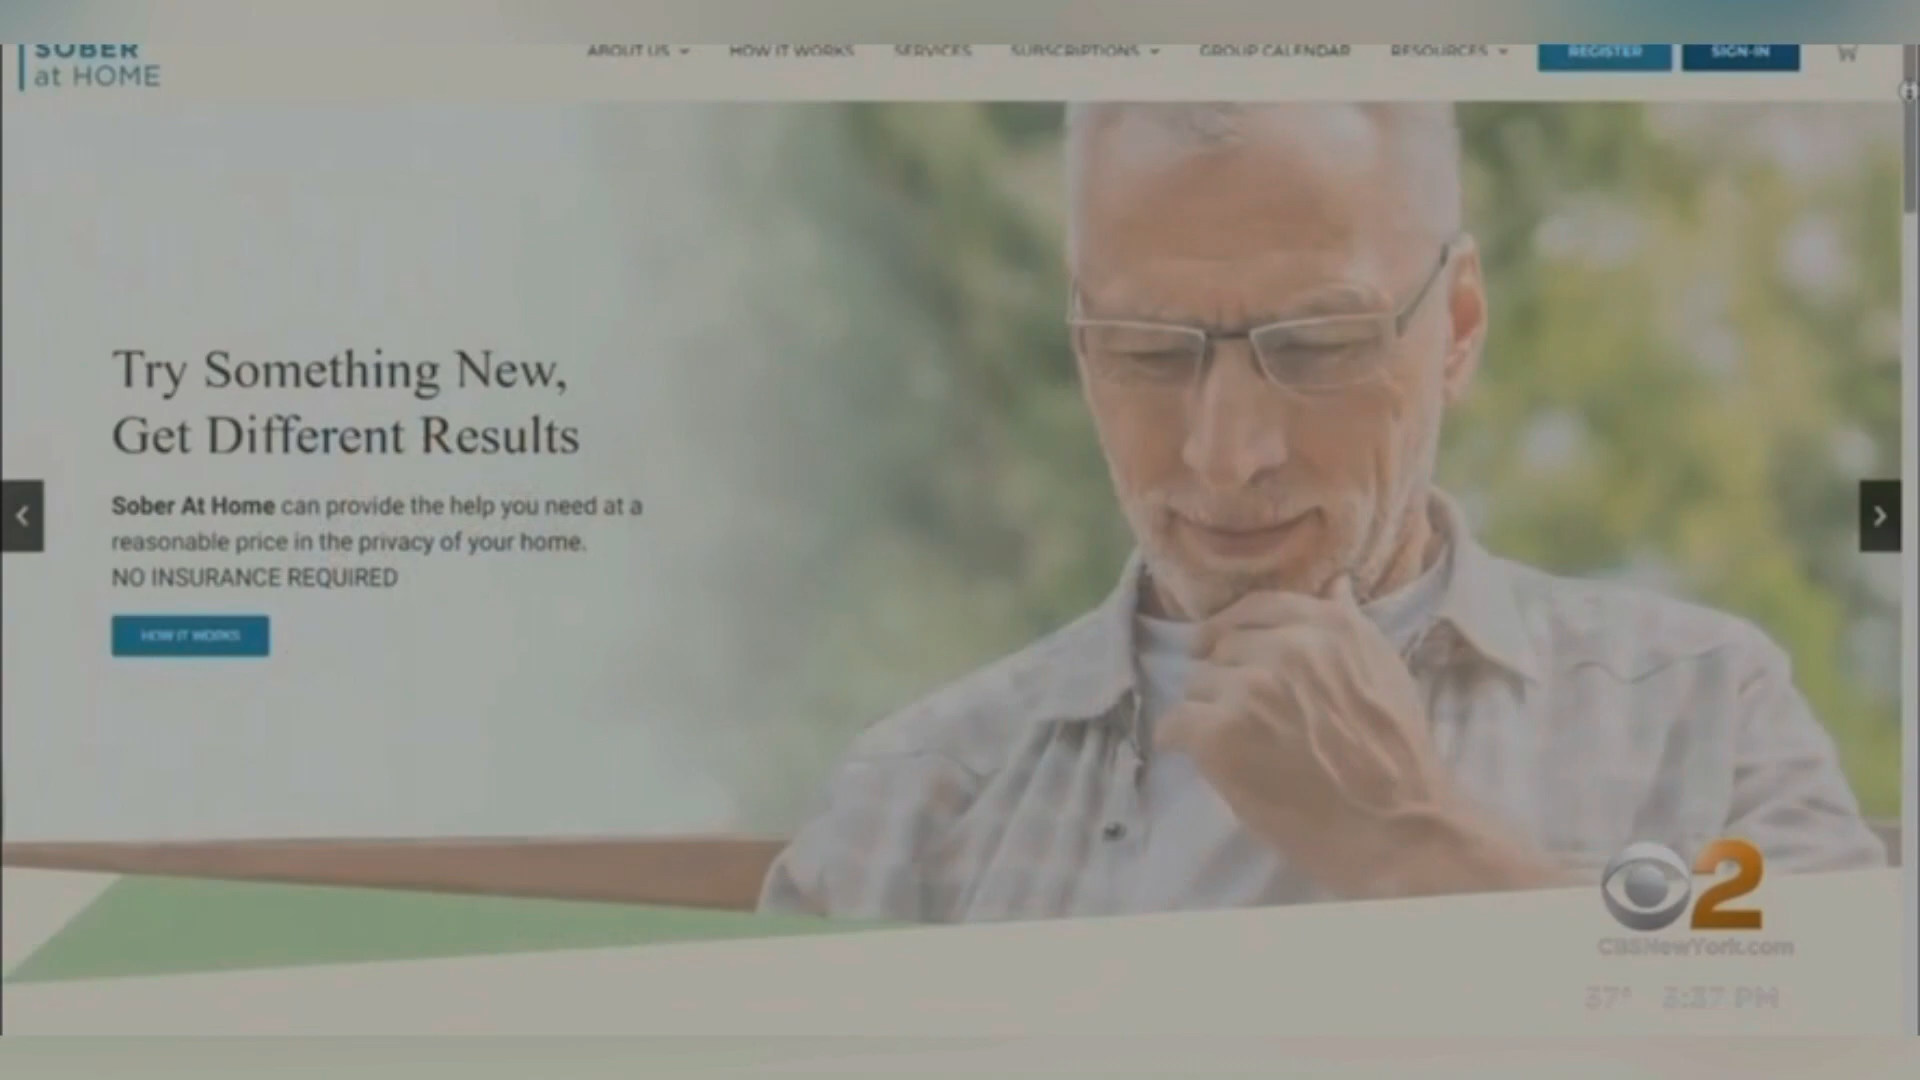 SOBER
at HOME
ABOUT US HOW IT WORKS SERVICES SUBSCRIPTIONS GROUP CALENDAR RESOURCES REGISTER SIGN-IN
Try Something New,
Get Different Results
Sober At Home can provide the help you need at a
reasonable price in the privacy of your home.
NO INSURANCE REQUIRED
HOW IT WORKS
2
CBSNewYork.com
PM